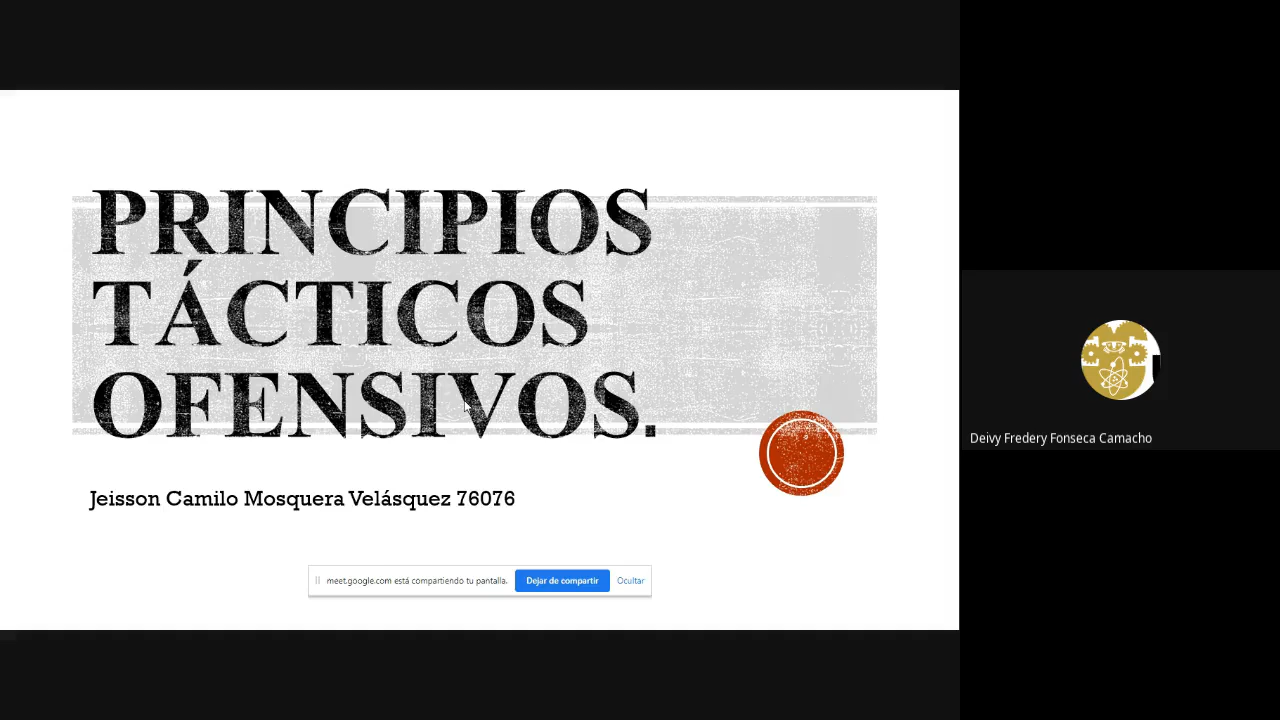 PRINCIPIOS
TÁCTICOS
OFENSIVOS.
Jeisson Camilo Mosquera Velásquez 76076
meet.google.com está compartiendo tu pantalla. Dejar de compartir Ocultar
Deivy Fredery Fonseca Camacho